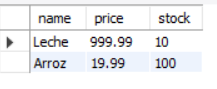 name price stock
Leche 999.99 10
Arroz 19.99 100